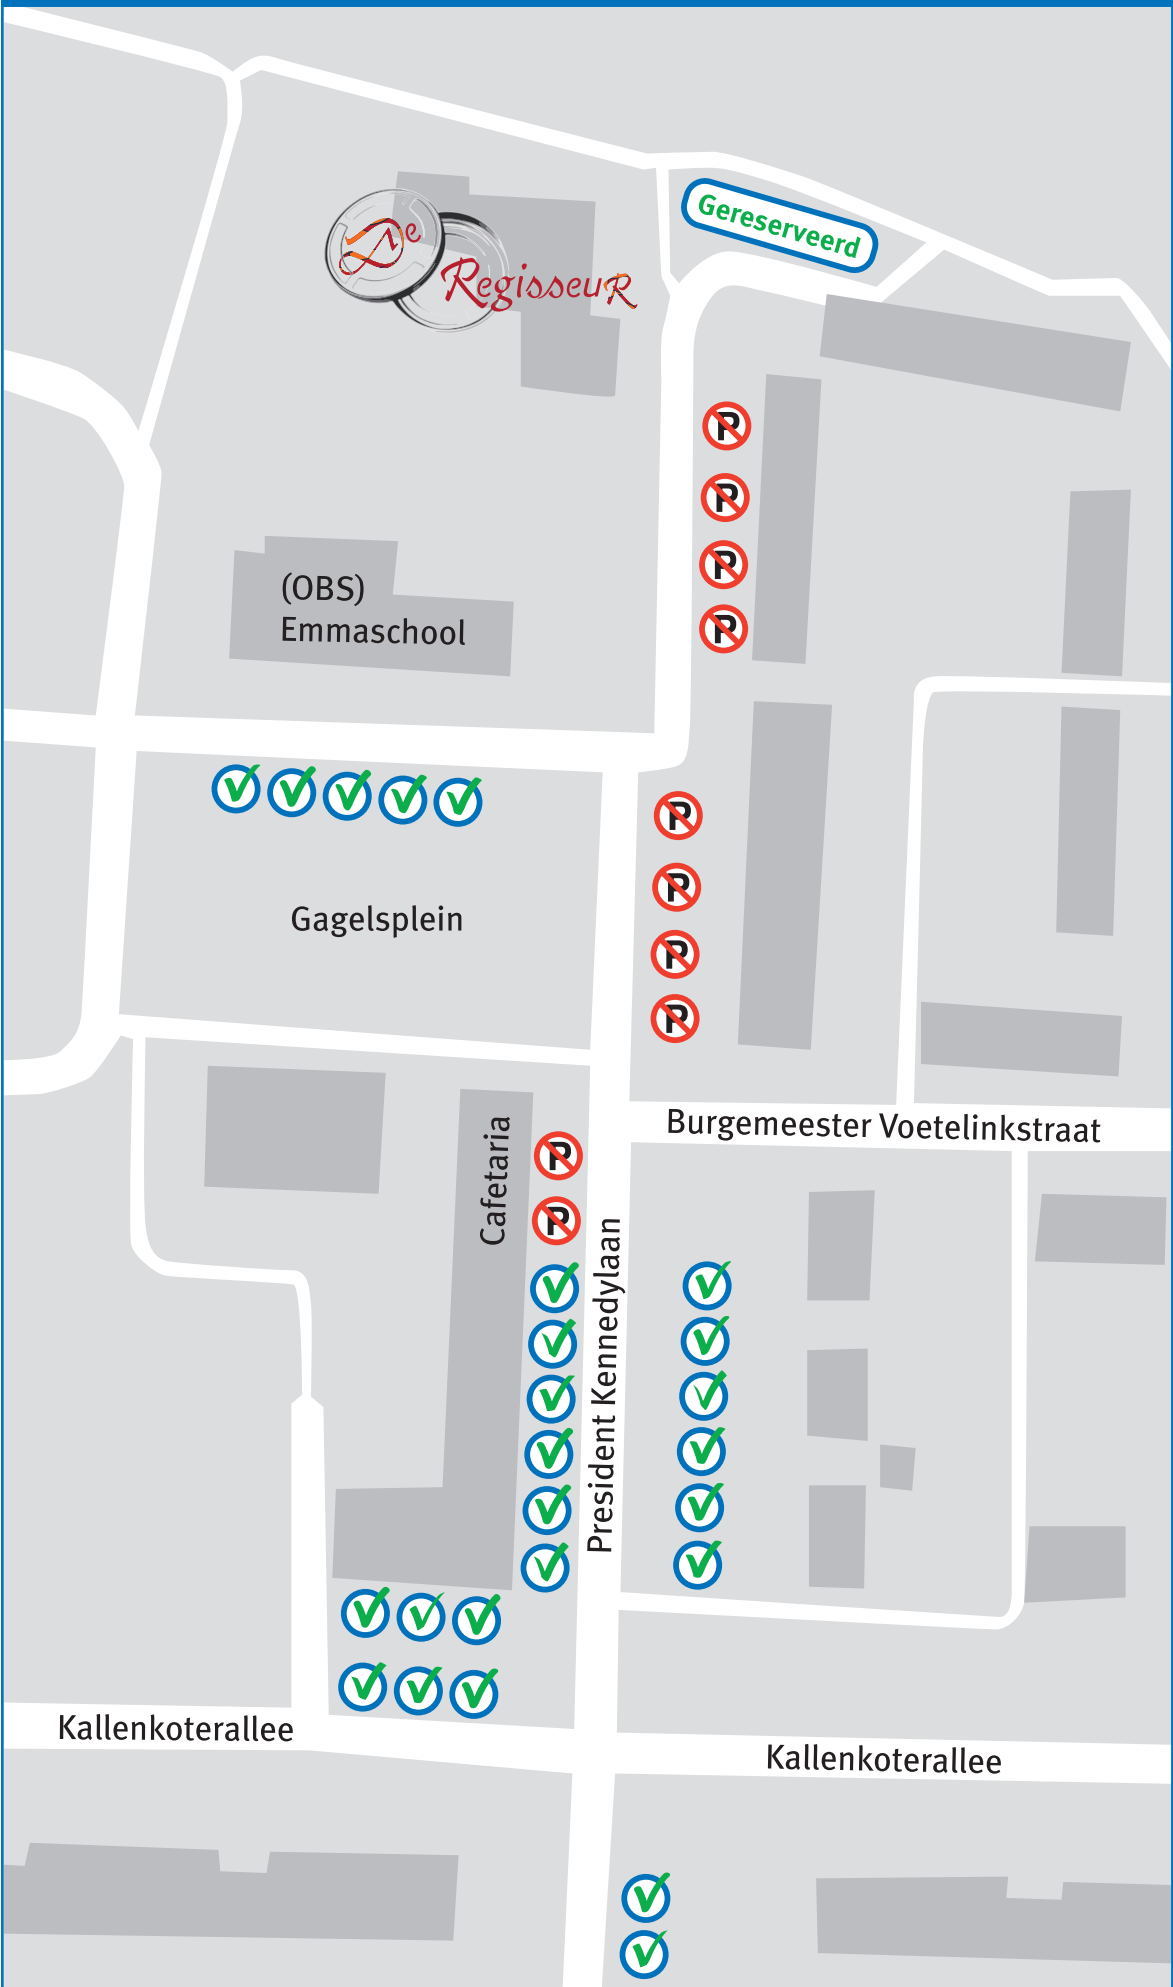 Gereserveerd
De
RegisseuR
P
P
P
P
(OBS)
Emmaschool
P
P
P
P
Gagelsplein
Burgemeester Voetelinkstraat
Cafetaria
P
P
President Kennedylaan
Kallenkoterallee
Kallenkoterallee